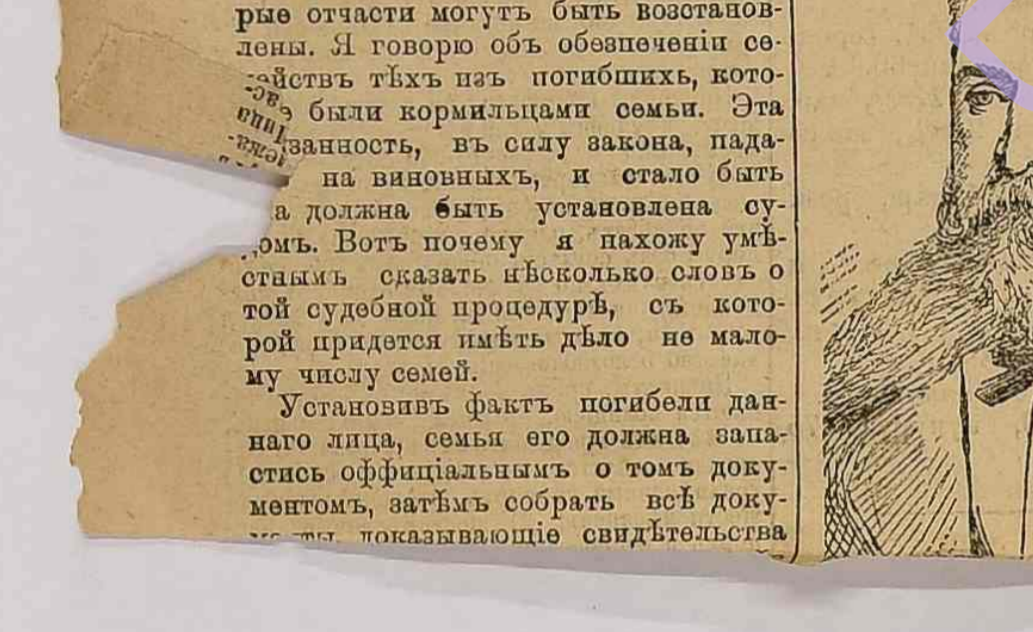 рые отчасти могутъ быть возстанов-
лены. Я говорю объ обезпеченіи се-
тѣхъ изъ погибшихъ, кото-
были кормильцами семьи. Эта
въ силу закона, пада-
на виновныхъ, и стало быть
должна быть установлена су-
Вотъ почему я нахожу умѣ-
стнымъ сказать нѣсколько словъ о
той судебной процедурѣ, съ кото-
рой придется имѣть дѣло не мало-
му числу семей.
Установивъ фактъ погибели дан-
наго лица, семья его должна запа-
стись оффиціальнымъ о томъ доку-
ментомъ, затѣмъ собрать всѣ доку-
доказывающіе свидѣтельства